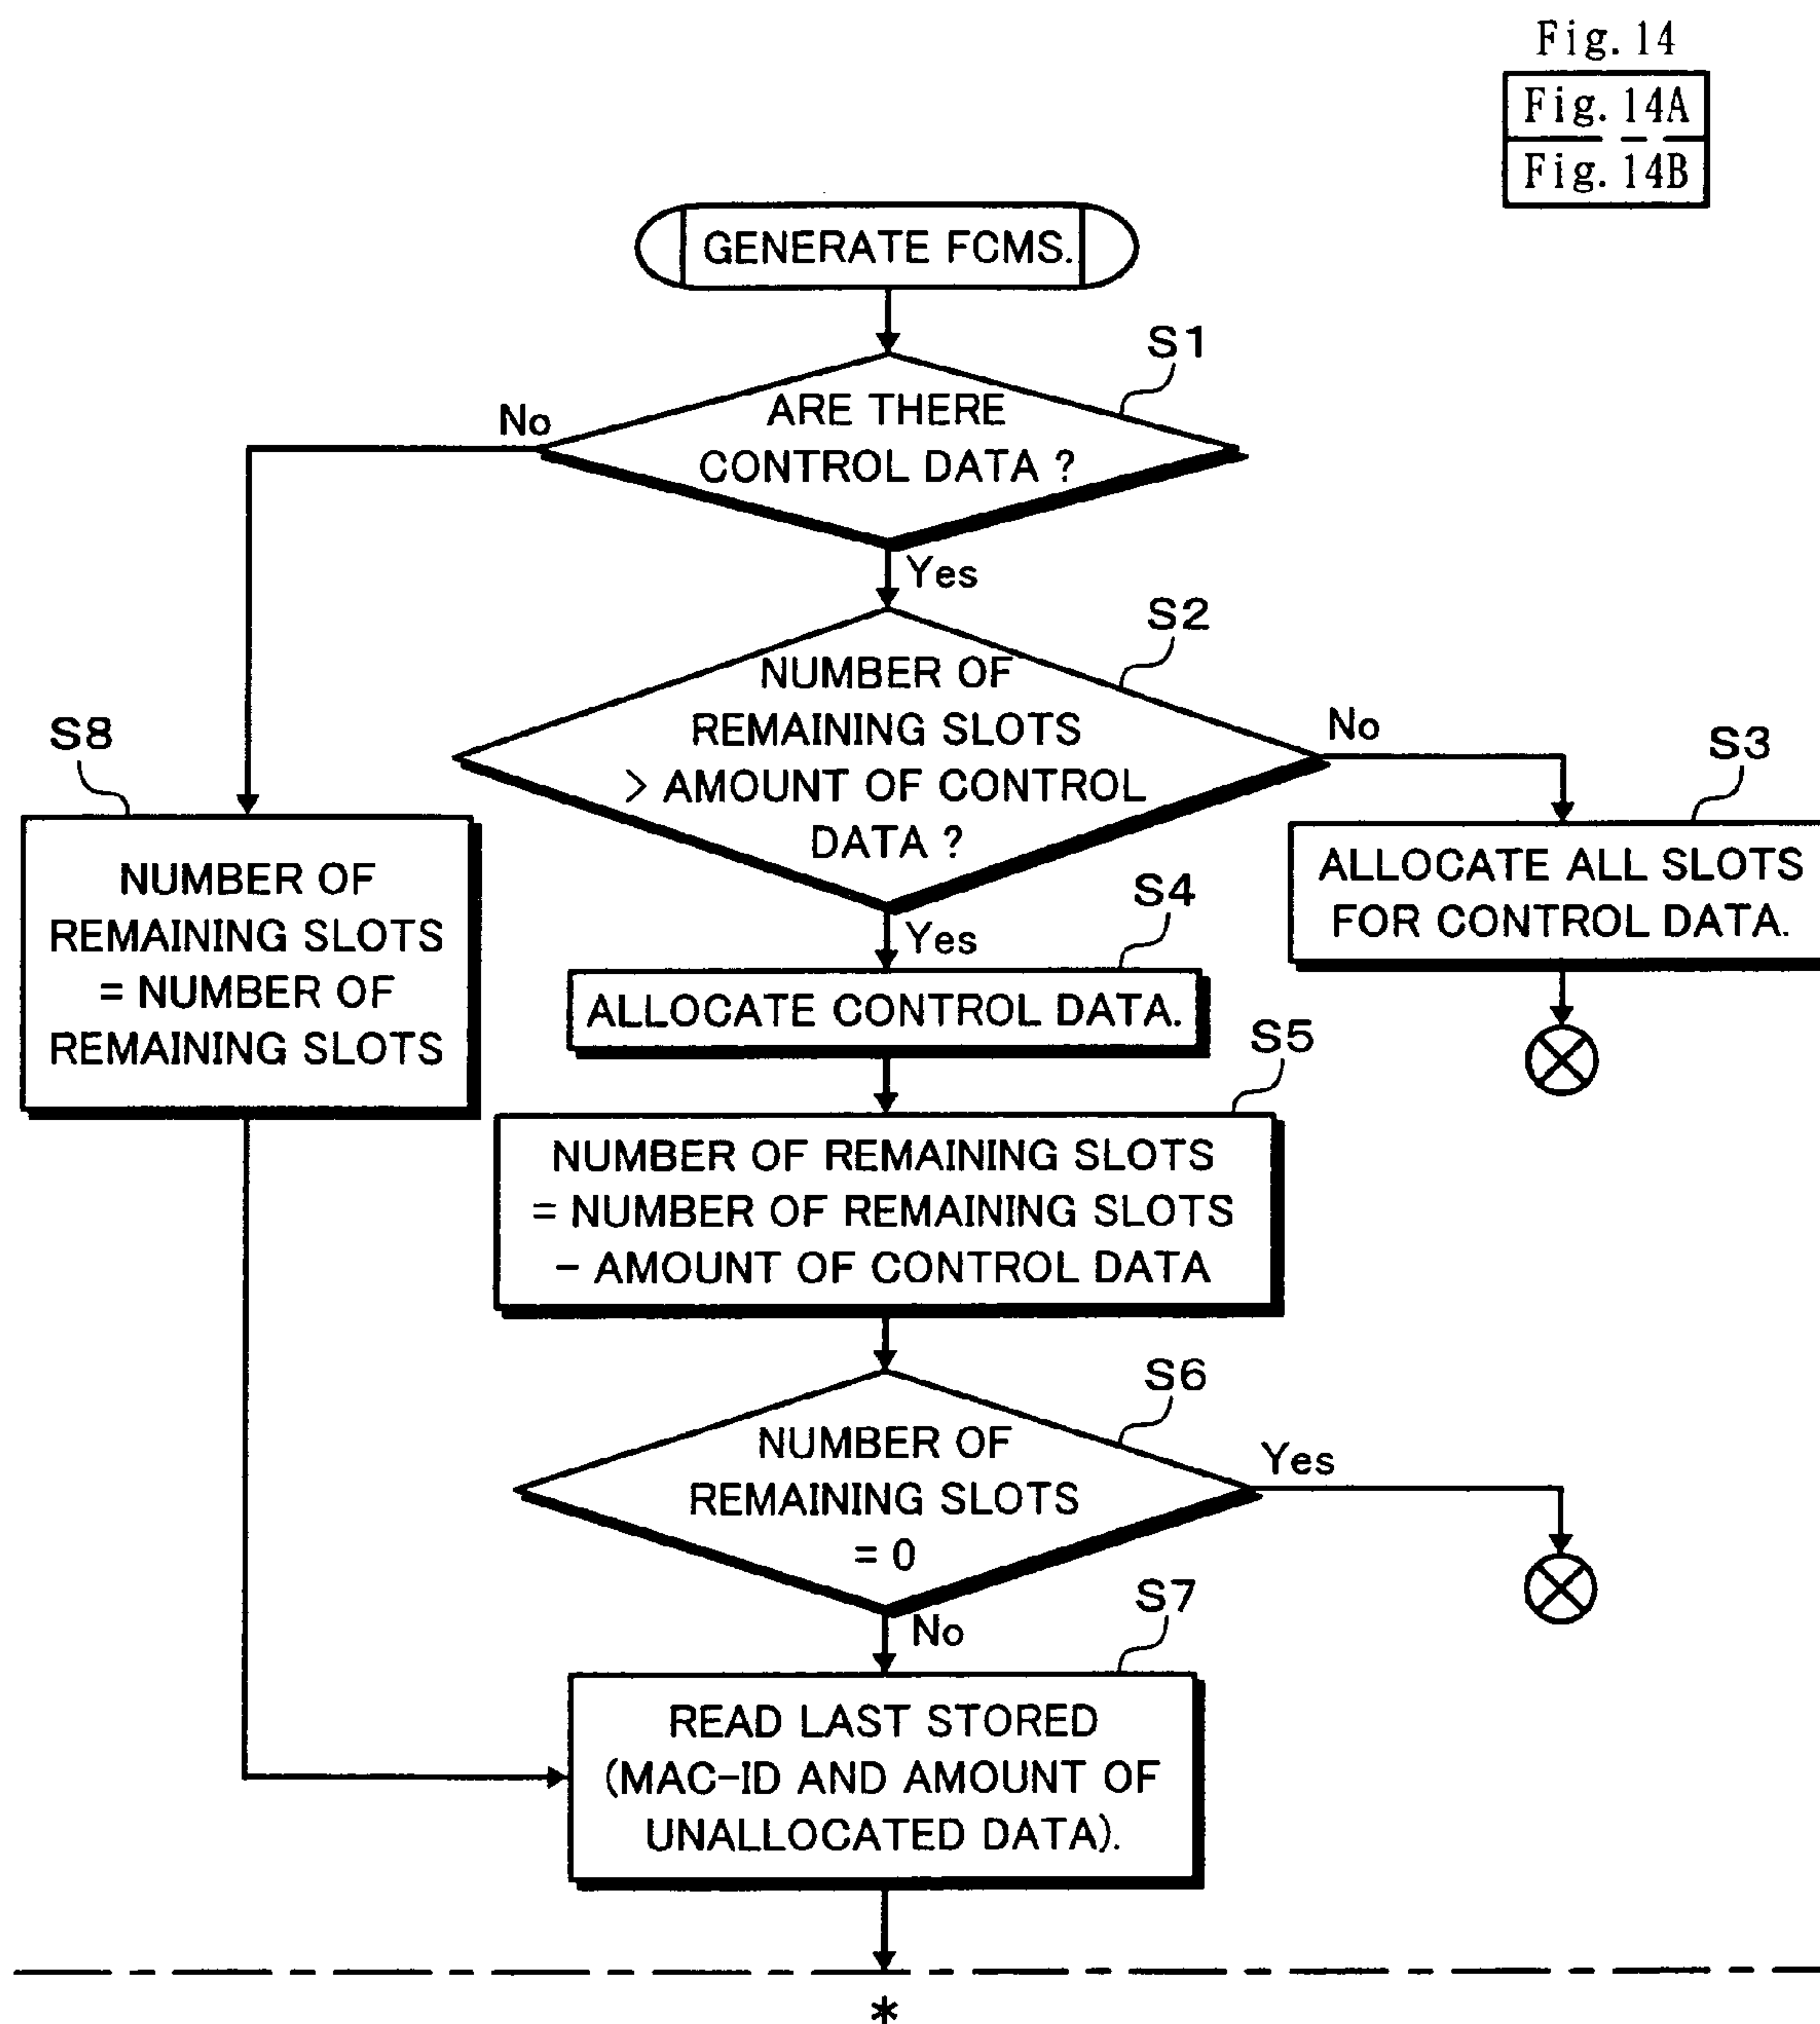 Fig. 14
Fig. 14A
Fig. 14B
GENERATE FCMS.
S1
ARE THERE
CONTROL DATA ?
No
Yes
S2
NUMBER OF
REMAINING SLOTS
> AMOUNT OF CONTROL
DATA ?
No
S3
ALLOCATE ALL SLOTS
FOR CONTROL DATA.
S8
NUMBER OF
REMAINING SLOTS
= NUMBER OF
REMAINING SLOTS
Yes
S4
ALLOCATE CONTROL DATA.
S5
NUMBER OF REMAINING SLOTS
= NUMBER OF REMAINING SLOTS
- AMOUNT OF CONTROL DATA
S6
NUMBER OF
REMAINING SLOTS
= 0
Yes
No
S7
READ LAST STORED
(MAC-ID AND AMOUNT OF
UNALLOCATED DATA).
*